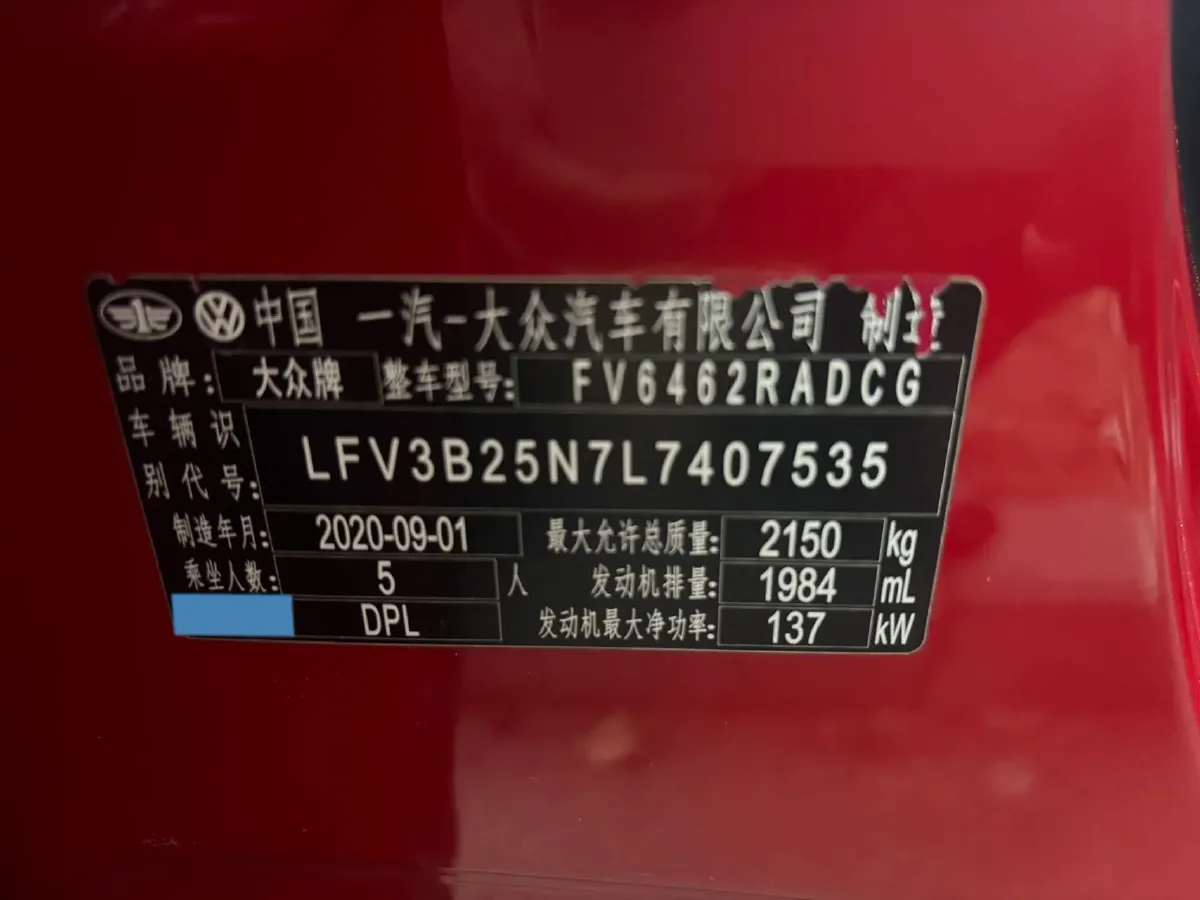 中国 一汽-大众汽车有限公司 制造
品牌: 大众牌 整车型号: FV6462RADCG
车辆识别代号: LFV3B25N7L7407535
制造年月: 2020-09-01 最大允许总质量: 2150 kg
乘坐人数: 5 人 发动机排量: 1984 mL
DPL 发动机最大净功率: 137 kW